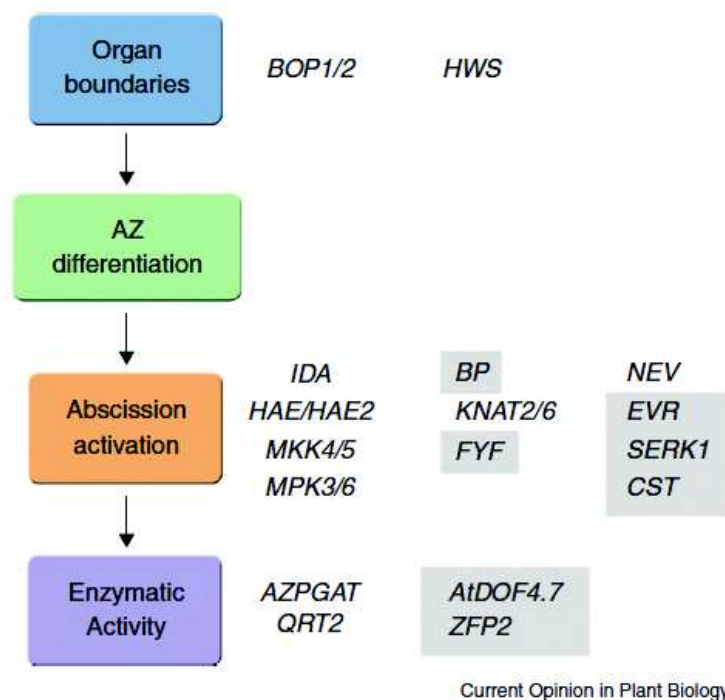 Organ
boundaries
BOP1/2 HWS
AZ
differentiation
Abscission
activation
IDA BP NEV
HAE/HAE2 KNAT2/6 EVR
MKK4/5 FYF SERK1
MPK3/6 CST
Enzymatic
Activity
AZPGAT AtDOF4.7
QRT2 ZFP2
Current Opinion in Plant Biology